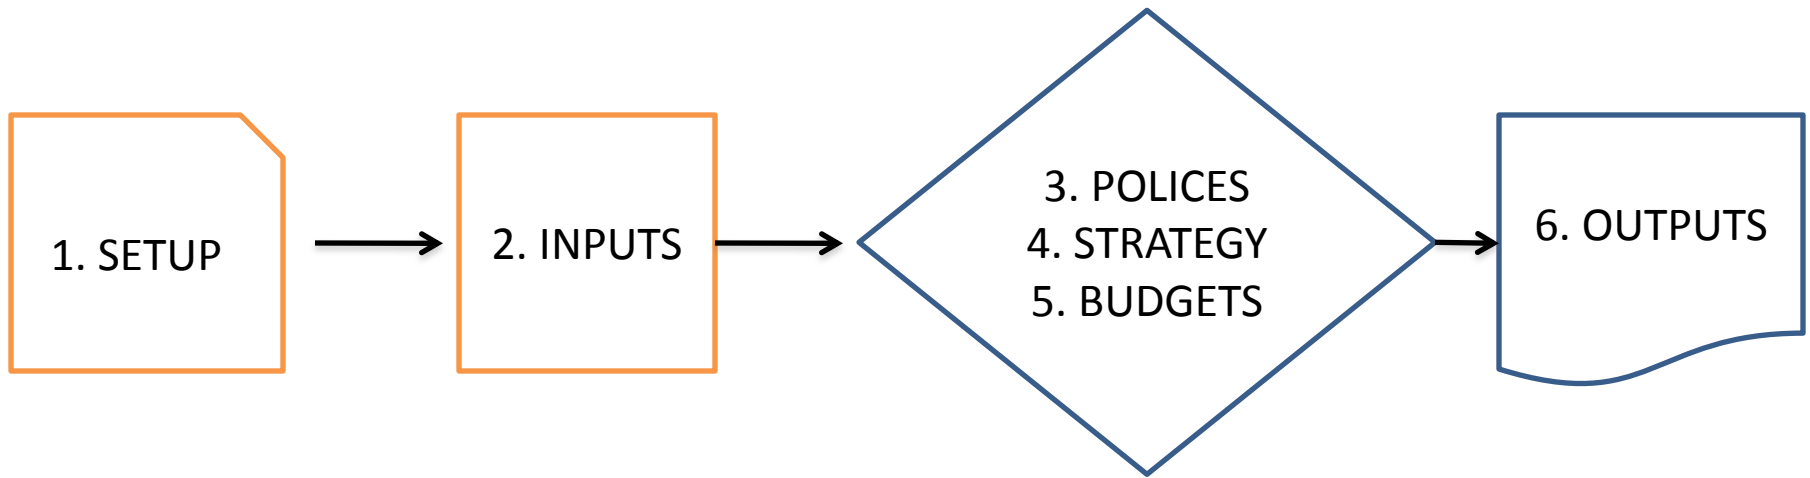 1. SETUP
2. INPUTS
3. POLICES
4. STRATEGY
5. BUDGETS
6. OUTPUTS